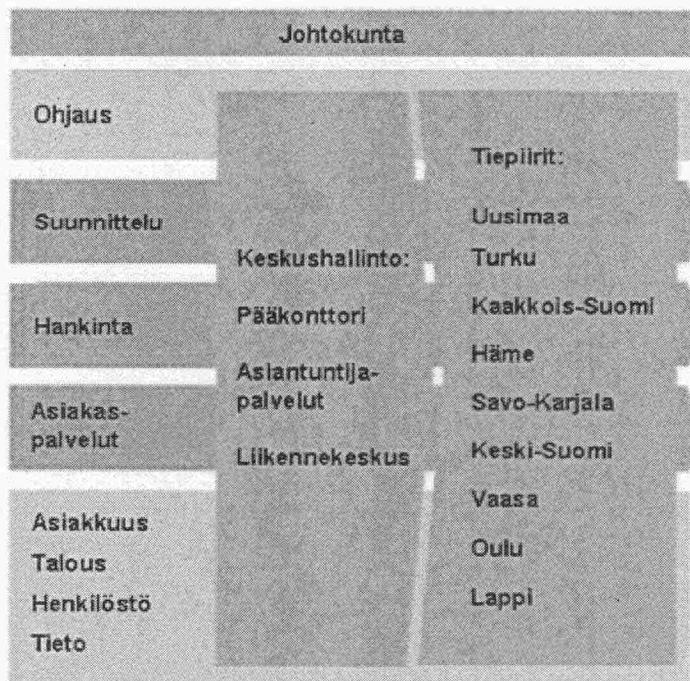 Johtokunta
Ohjaus
Suunnittelu
Hankinta
Asiakas-
palvelut
Asiakkuus
Talous
Henkilöstö
Tieto
Keskushallinto:
Pääkonttori
Asiantuntija-
palvelut
Liikennekeskus
Tiepiirit:
Uusimaa
Turku
Kaakkois-Suomi
Häme
Savo-Karjala
Keski-Suomi
Vaasa
Oulu
Lappi